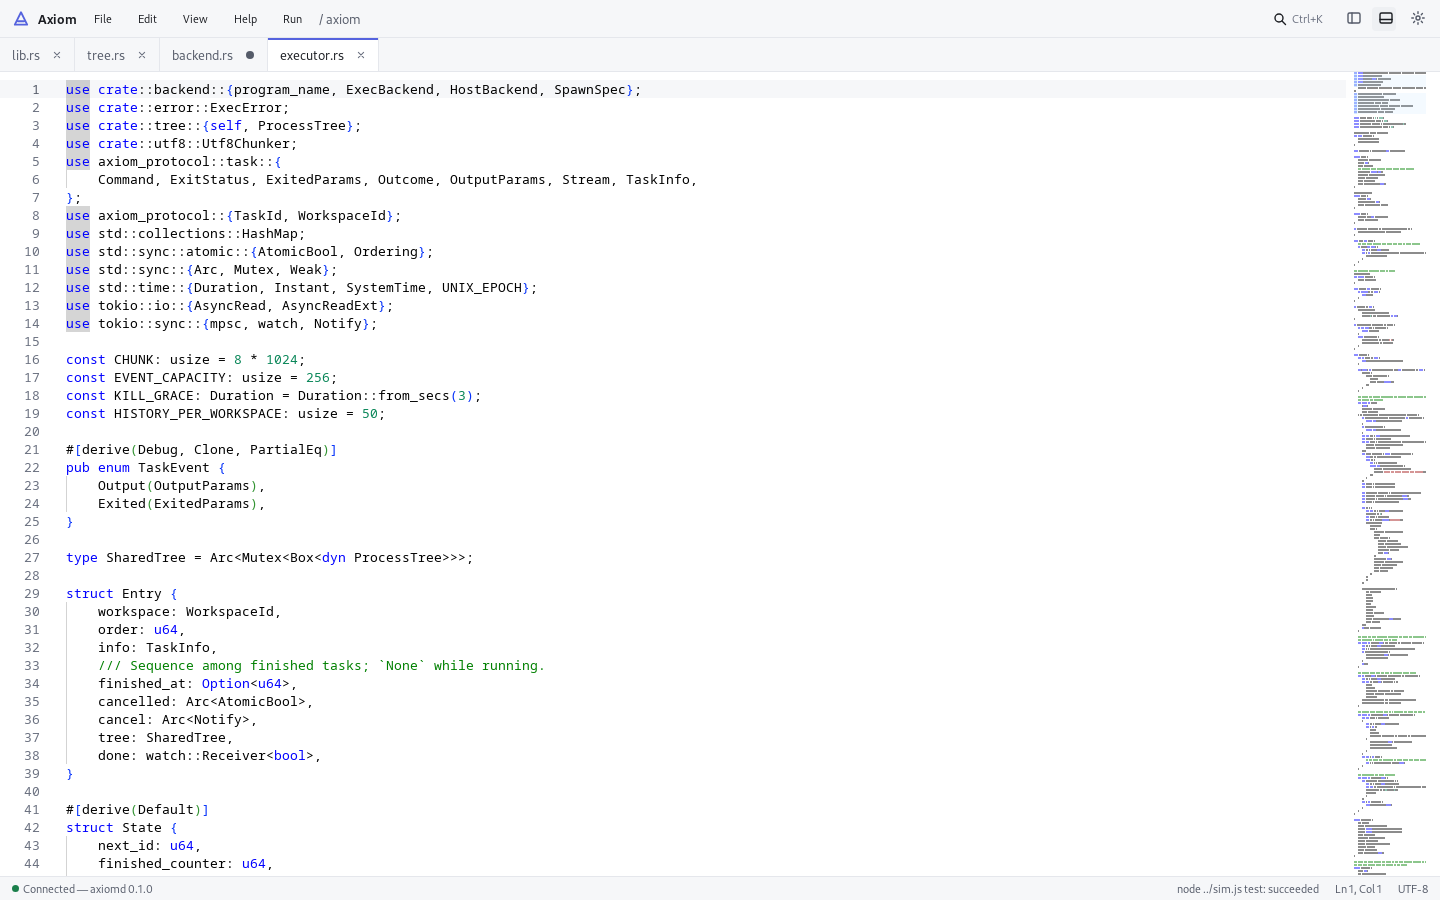 Axiom File Edit View Help Run / axiom Ctrl+K
lib.rs × tree.rs × backend.rs executor.rs ×
1 use crate::backend::{program_name, ExecBackend, HostBackend, SpawnSpec};
2 use crate::error::ExecError;
3 use crate::tree::{self, ProcessTree};
4 use crate::utf8::Utf8Chunker;
5 use axiom_protocol::task::{
6     Command, ExitStatus, ExitedParams, Outcome, OutputParams, Stream, TaskInfo,
7 };
8 use axiom_protocol::{TaskId, WorkspaceId};
9 use std::collections::HashMap;
10 use std::sync::atomic::{AtomicBool, Ordering};
11 use std::sync::{Arc, Mutex, Weak};
12 use std::time::{Duration, Instant, SystemTime, UNIX_EPOCH};
13 use tokio::io::{AsyncRead, AsyncReadExt};
14 use tokio::sync::{mpsc, watch, Notify};
15
16 const CHUNK: usize = 8 * 1024;
17 const EVENT_CAPACITY: usize = 256;
18 const KILL_GRACE: Duration = Duration::from_secs(3);
19 const HISTORY_PER_WORKSPACE: usize = 50;
20
21 #[derive(Debug, Clone, PartialEq)]
22 pub enum TaskEvent {
23     Output(OutputParams),
24     Exited(ExitedParams),
25 }
26
27 type SharedTree = Arc<Mutex<Box<dyn ProcessTree>>>;
28
29 struct Entry {
30     workspace: WorkspaceId,
31     order: u64,
32     info: TaskInfo,
33     /// Sequence among finished tasks; `None` while running.
34     finished_at: Option<u64>,
35     cancelled: Arc<AtomicBool>,
36     cancel: Arc<Notify>,
37     tree: SharedTree,
38     done: watch::Receiver<bool>,
39 }
40
41 #[derive(Default)]
42 struct State {
43     next_id: u64,
44     finished_counter: u64,
Connected — axiomd 0.1.0 node ../sim.js test: succeeded Ln 1, Col 1 UTF-8